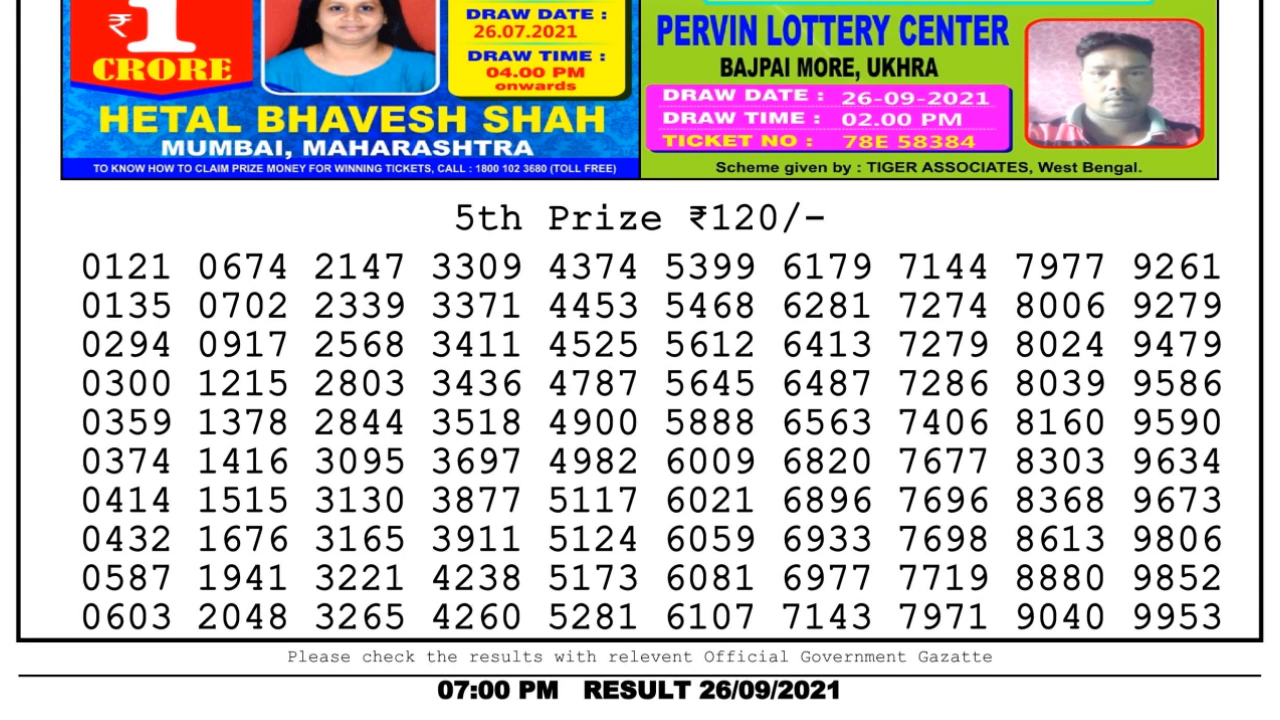 ₹1
CRORE
DRAW DATE :
26.07.2021
DRAW TIME :
04.00 PM
onwards
HETAL BHAVESH SHAH
MUMBAI, MAHARASHTRA
TO KNOW HOW TO CLAIM PRIZE MONEY FOR WINNING TICKETS, CALL : 1800 102 3680 (TOLL FREE)
PERVIN LOTTERY CENTER
BAJPAI MORE, UKHRA
DRAW DATE : 26-09-2021
DRAW TIME : 02.00 PM
TICKET NO : 78E 58384
Scheme given by : TIGER ASSOCIATES, West Bengal.
5th Prize ₹120/-
0121 0674 2147 3309 4374 5399 6179 7144 7977 9261
0135 0702 2339 3371 4453 5468 6281 7274 8006 9279
0294 0917 2568 3411 4525 5612 6413 7279 8024 9479
0300 1215 2803 3436 4787 5645 6487 7286 8039 9586
0359 1378 2844 3518 4900 5888 6563 7406 8160 9590
0374 1416 3095 3697 4982 6009 6820 7677 8303 9634
0414 1515 3130 3877 5117 6021 6896 7696 8368 9673
0432 1676 3165 3911 5124 6059 6933 7698 8613 9806
0587 1941 3221 4238 5173 6081 6977 7719 8880 9852
0603 2048 3265 4260 5281 6107 7143 7971 9040 9953
Please check the results with relevent Official Government Gazatte
07:00 PM RESULT 26/09/2021